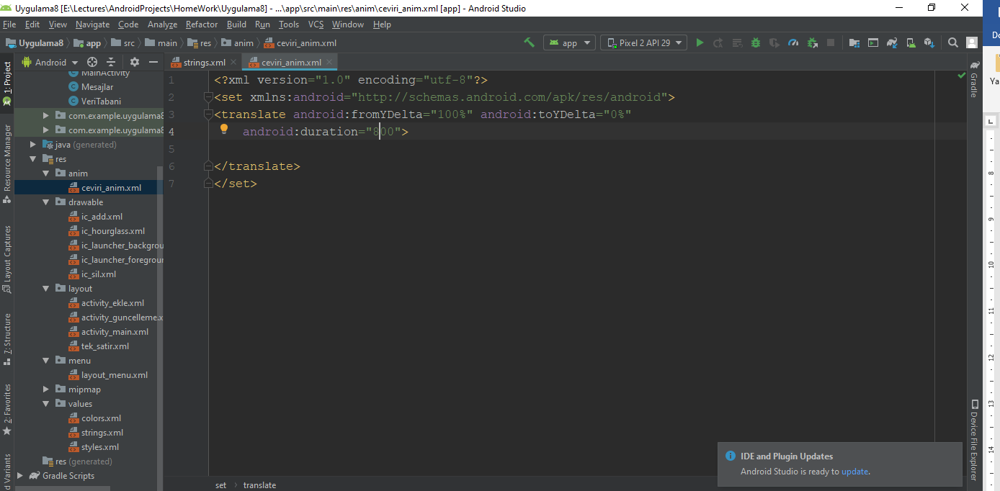 Uygulama8 [E:\Lectures\AndroidProjects\HomeWork\Uygulama8] - ...\app\src\main\res\anim\ceviri_anim.xml [app] - Android Studio
File Edit View Navigate Code Analyze Refactor Build Run Tools VCS Window Help
Uygulama8 app src main res anim ceviri_anim.xml app Pixel 2 API 29
Android strings.xml ceviri_anim.xml
1: Project
Resource Manager
Layout Captures
7: Structure
2: Favorites
d Variants
MainActivity
Mesajlar
VeriTabani
com.example.uygulama8
com.example.uygulama8
java (generated)
res
anim
ceviri_anim.xml
drawable
ic_add.xml
ic_hourglass.xml
ic_launcher_backgrou
ic_launcher_foregrour
ic_sil.xml
layout
activity_ekle.xml
activity_guncelleme.x
activity_main.xml
tek_satir.xml
menu
layout_menu.xml
mipmap
values
colors.xml
strings.xml
styles.xml
res (generated)
Gradle Scripts
1 <?xml version="1.0" encoding="utf-8"?>
2 <set xmlns:android="http://schemas.android.com/apk/res/android">
3 <translate android:fromYDelta="100%" android:toYDelta="0%"
4 android:duration="800">
5
6 </translate>
7 </set>
set translate
IDE and Plugin Updates
Android Studio is ready to update.
Gradle
Device File Explorer
Do
Ya
8
9
10
11
12
13
14